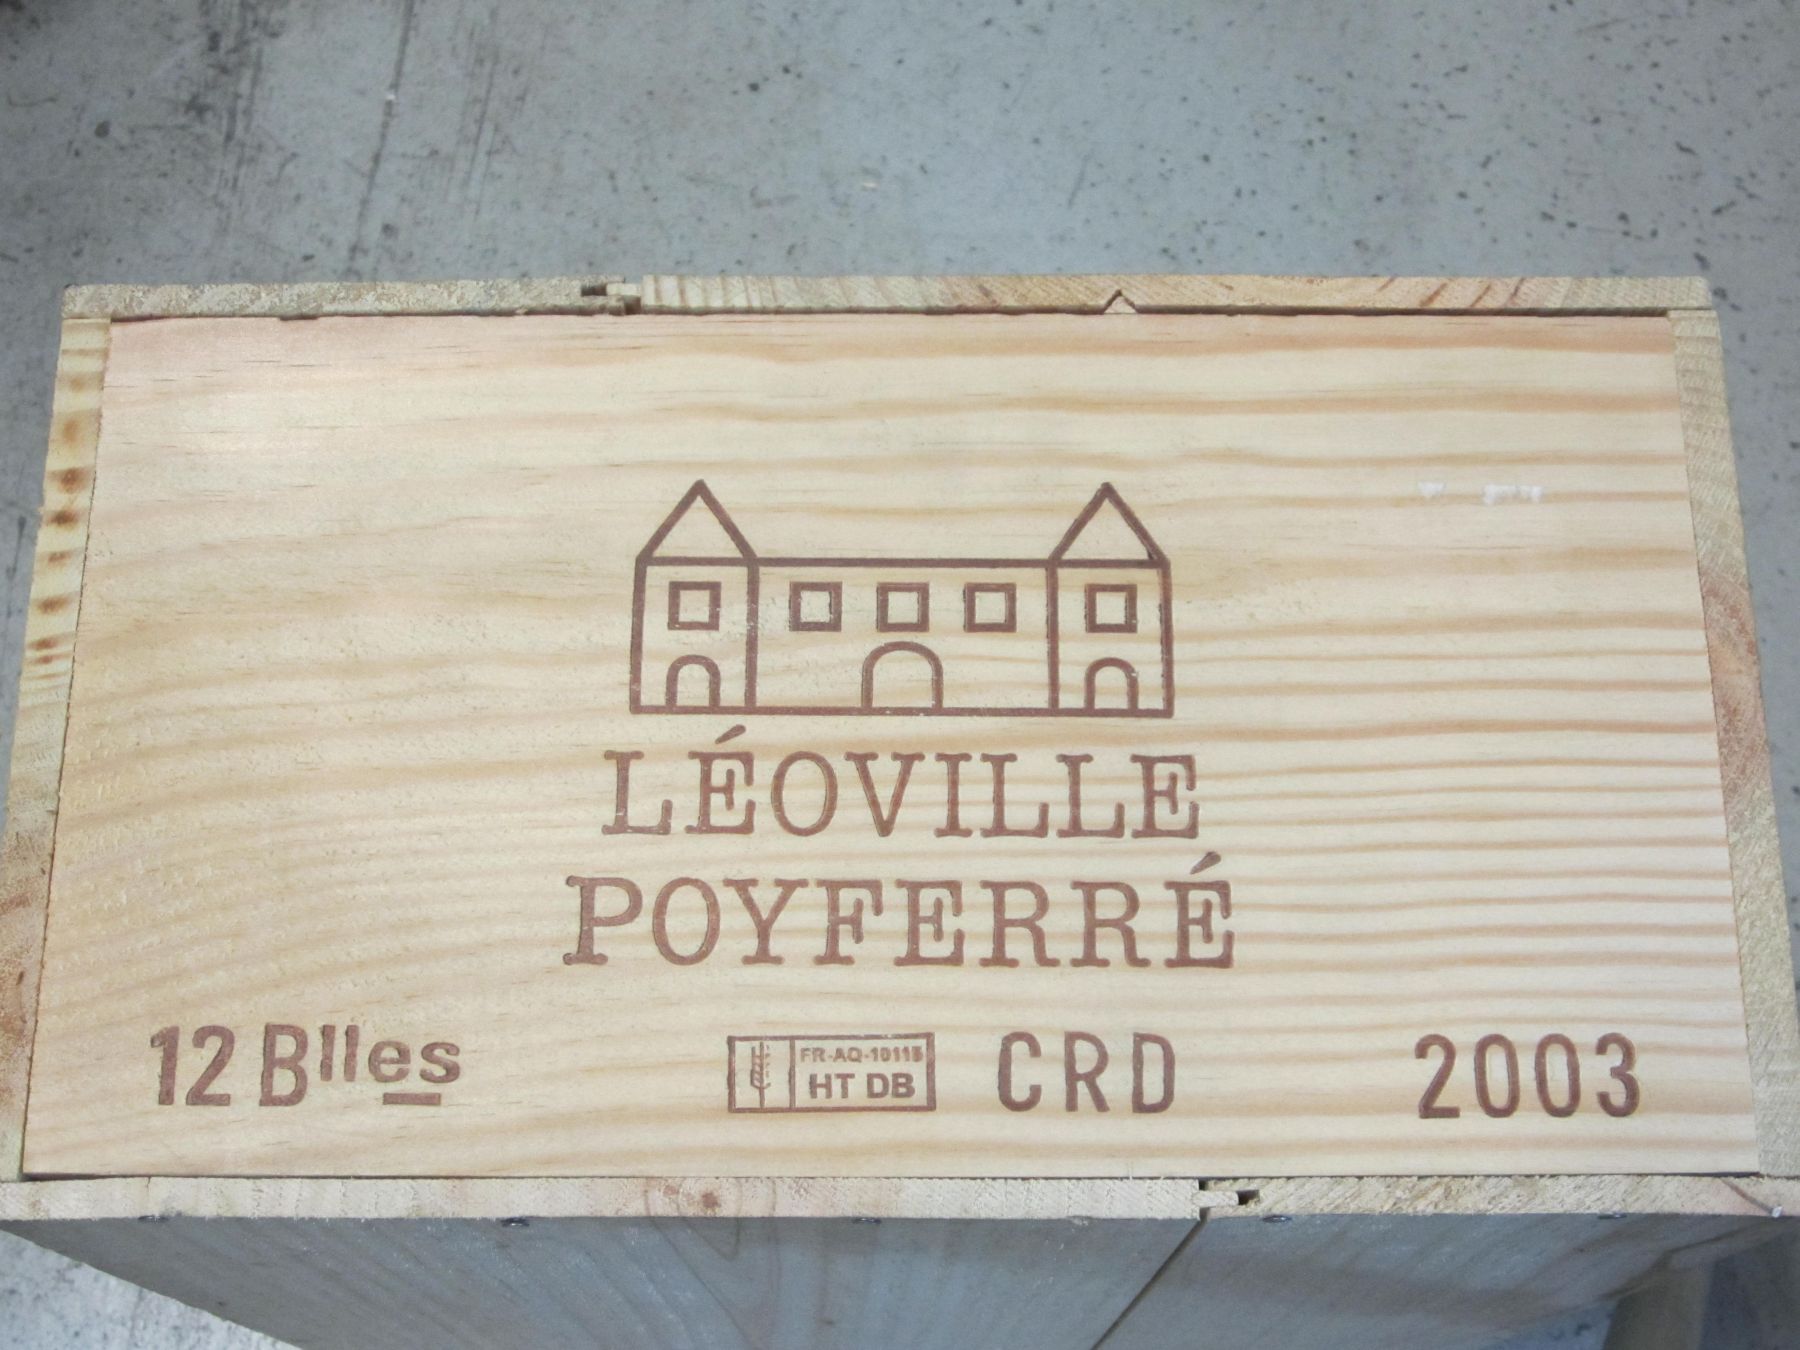 LÉOVILLE
POYFERRÉ
12 Blles
FR-AQ-10115
HT DB
CRD
2003